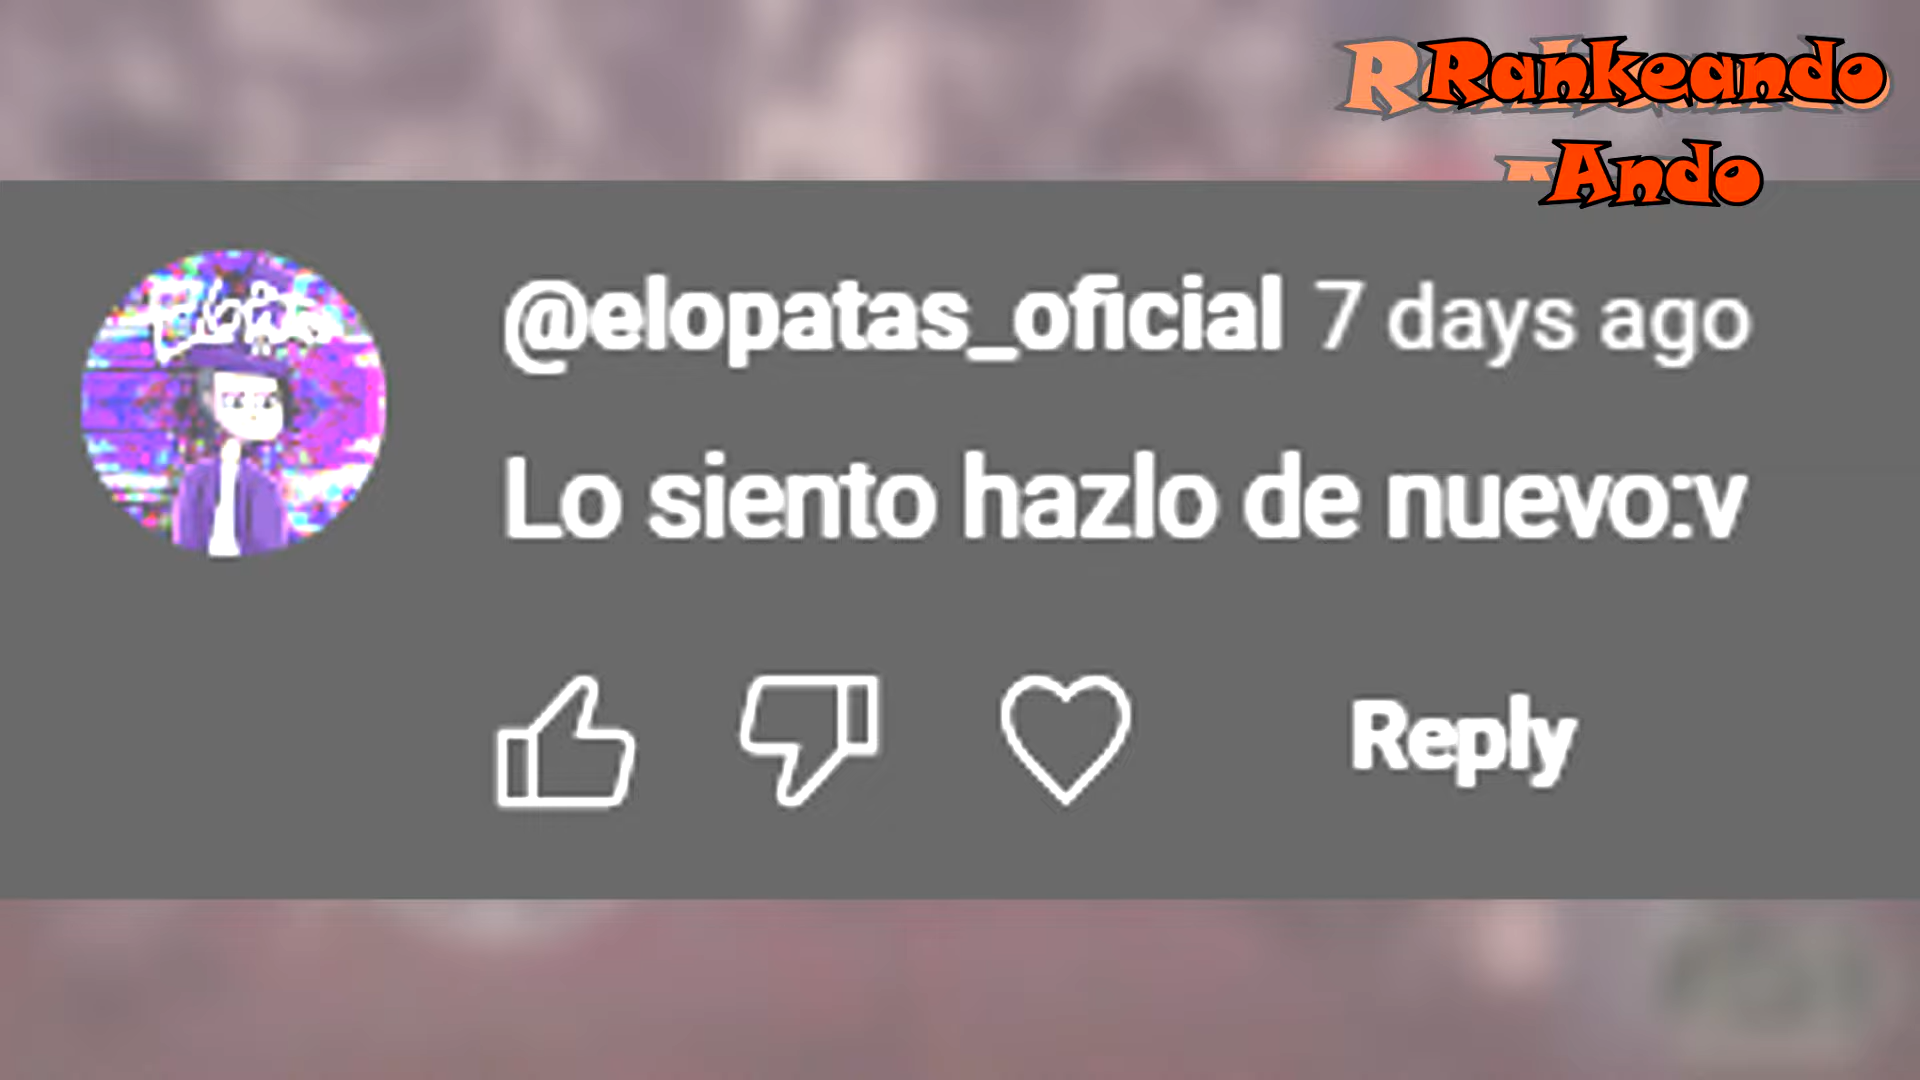 Rankeando
Ando
@elopatas_oficial 7 days ago
Lo siento hazlo de nuevo:v
Reply